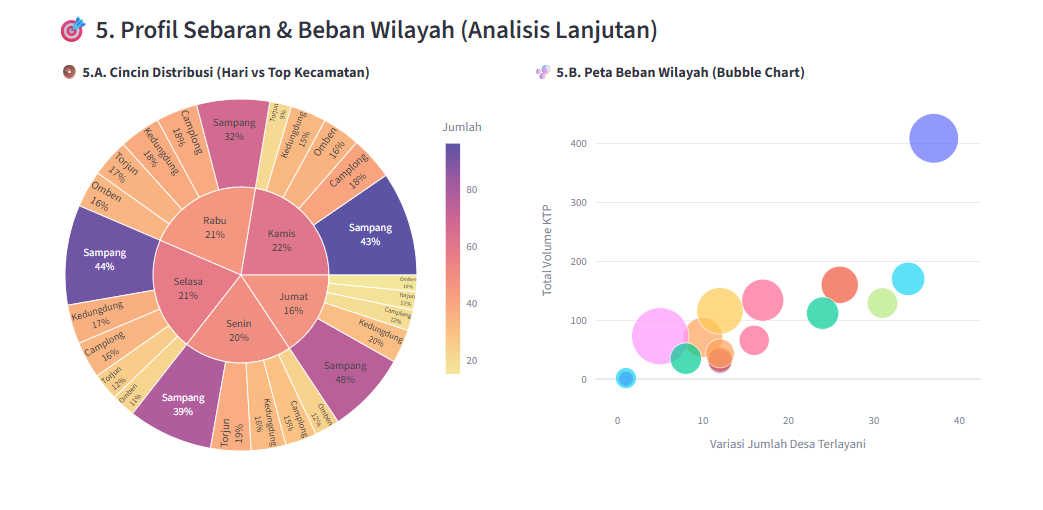 5. Profil Sebaran & Beban Wilayah (Analisis Lanjutan)
5.A. Cincin Distribusi (Hari vs Top Kecamatan)
Kamis
22%
Sampang
43%
Camplong
18%
Omben
16%
Kedungdung
15%
Torjun
9%
Rabu
21%
Sampang
32%
Camplong
18%
Kedungdung
18%
Torjun
17%
Omben
16%
Selasa
21%
Sampang
44%
Kedungdung
17%
Camplong
16%
Torjun
12%
Omben
11%
Senin
20%
Sampang
39%
Torjun
19%
Kedungdung
16%
Camplong
15%
Omben
12%
Jumat
16%
Sampang
48%
Kedungdung
20%
Camplong
12%
Torjun
11%
Omben
10%
Jumlah
80
60
40
20
5.B. Peta Beban Wilayah (Bubble Chart)
Total Volume KTP
400
300
200
100
0
0
10
20
30
40
Variasi Jumlah Desa Terlayani